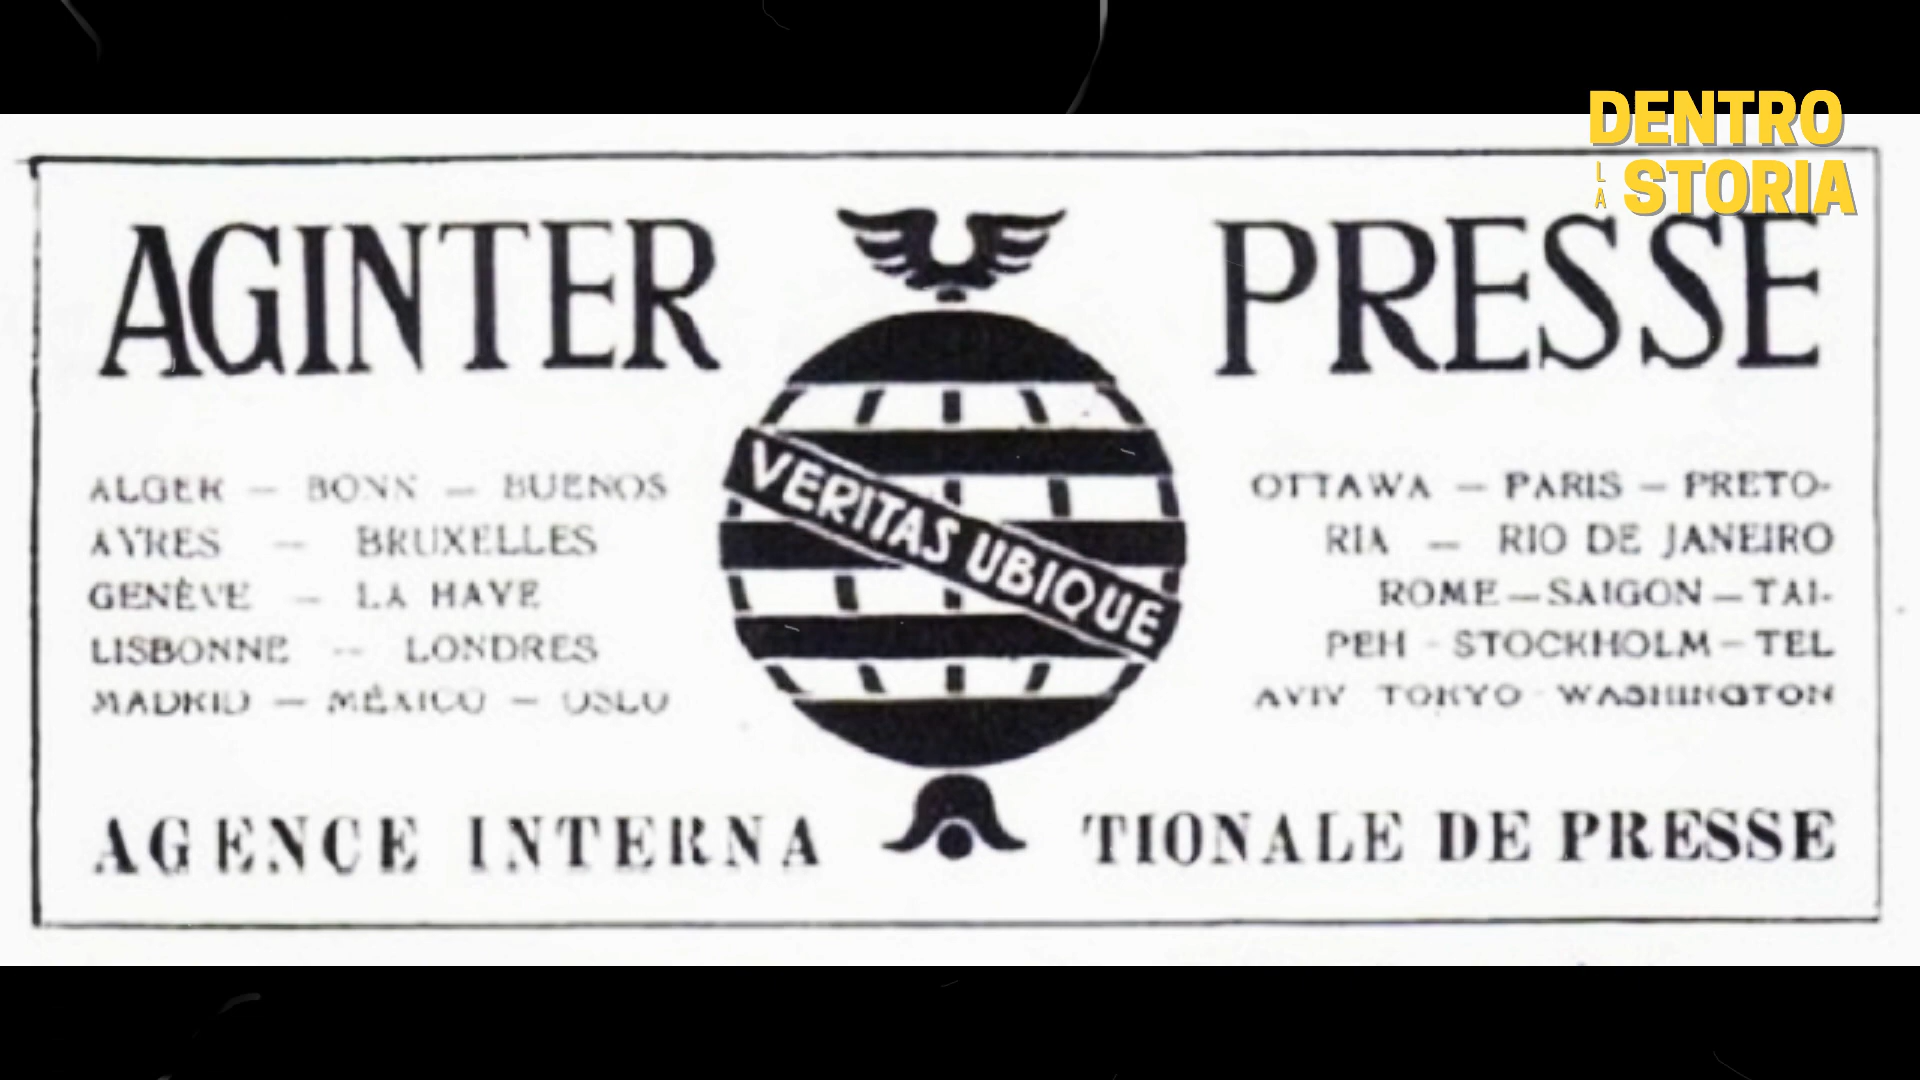 DENTRO
LA STORIA
AGINTER PRESSE
VERITAS UBIQUE
ALGER — BONN — BUENOS
AYRES — BRUXELLES
GENÈVE — LA HAYE
LISBONNE — LONDRES
MADRID — MÉXICO — OSLO
OTTAWA — PARIS — PRETO-
RIA — RIO DE JANEIRO
ROME — SAIGON — TAI-
PEH - STOCKHOLM — TEL
AVIV TOKYO - WASHINGTON
AGENCE INTERNA TIONALE DE PRESSE